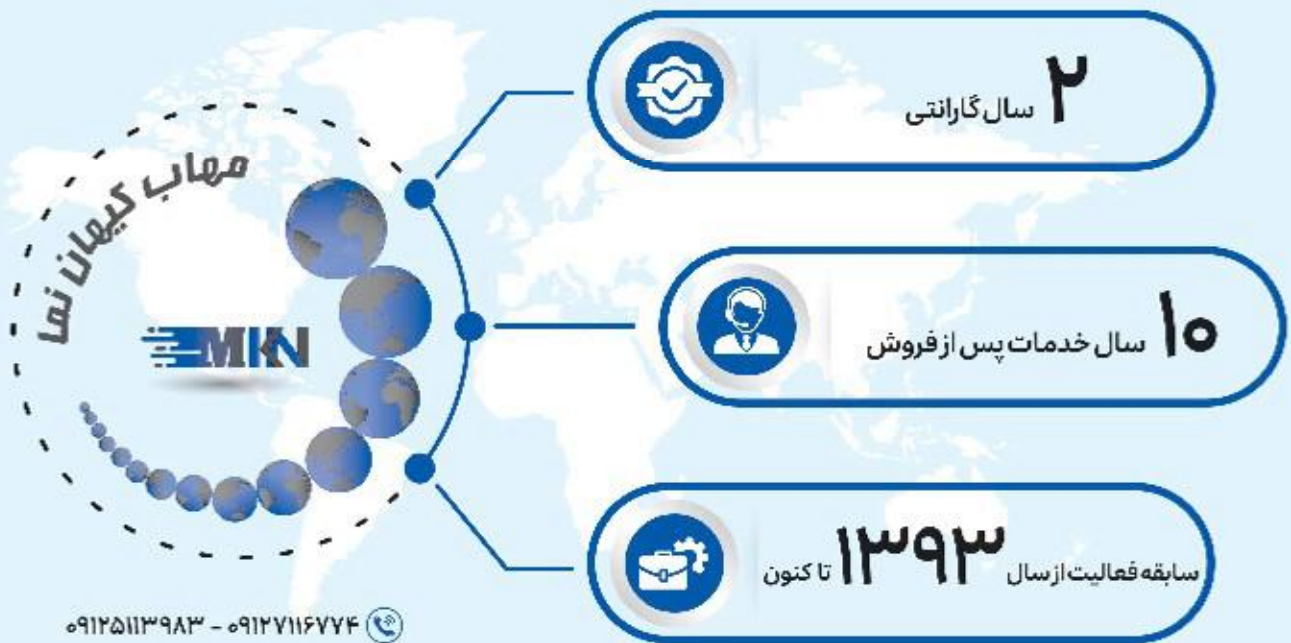 مهاب کیهان نما
MKN
۲ سال گارانتی
۱۰ سال خدمات پس از فروش
سابقه فعالیت از سال ۱۳۹۳ تا کنون
۰۹۱۲۷۱۱۶۷۷۴ - ۰۹۱۲۵۱۱۳۹۸۳